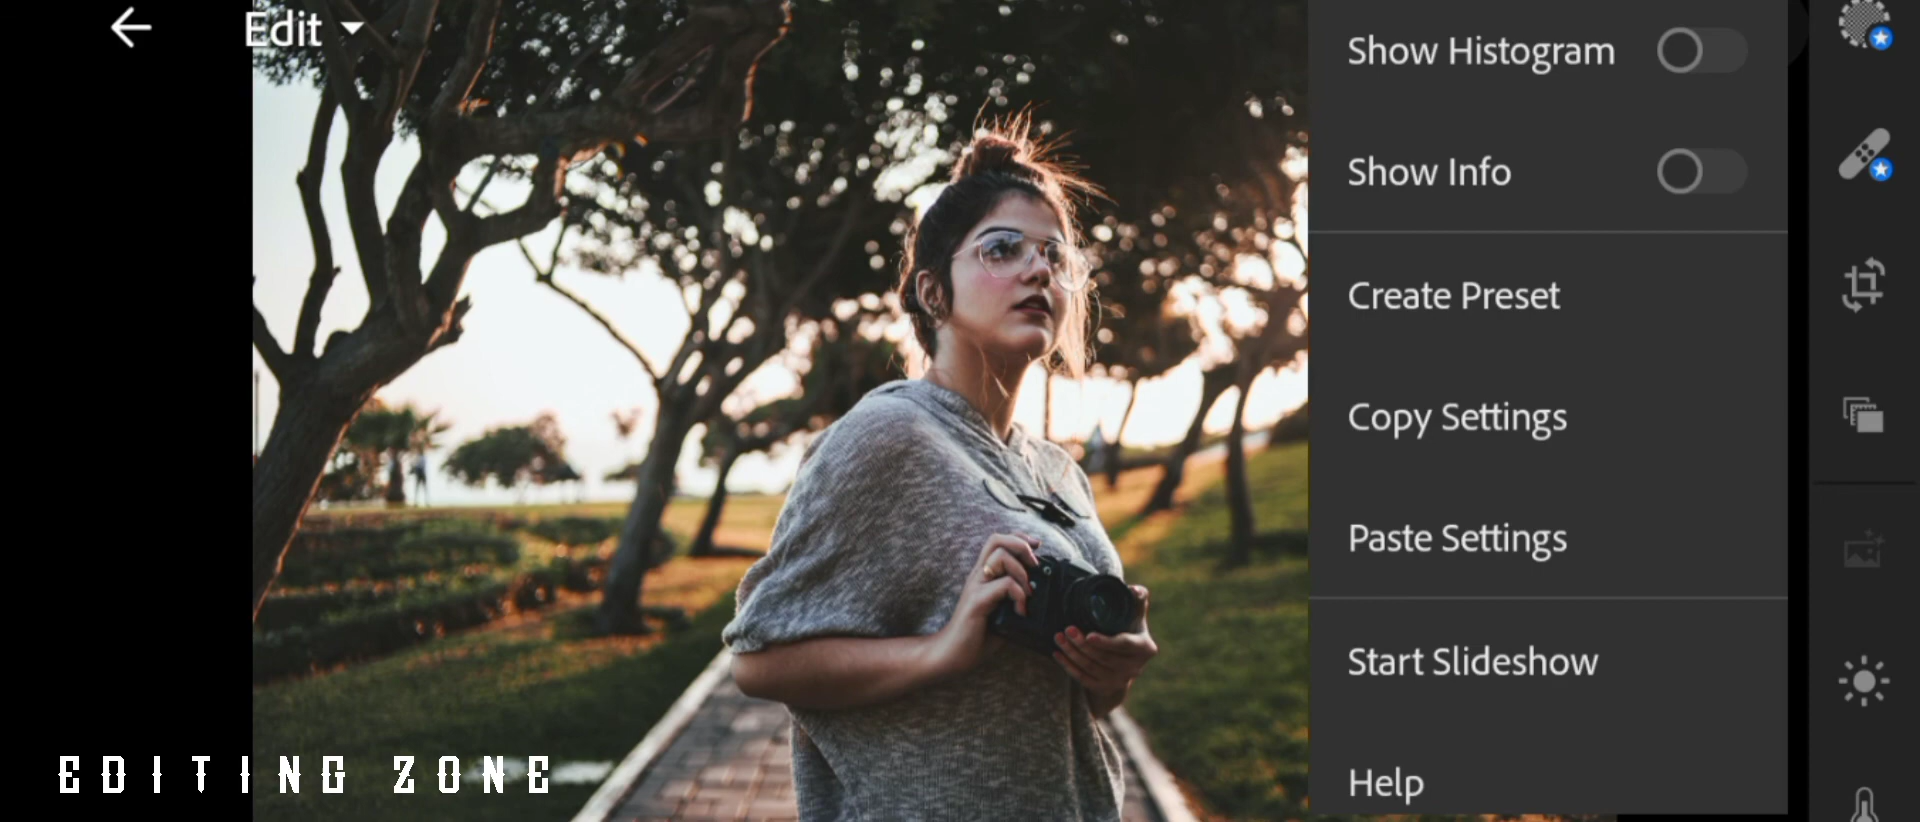 Edit
Show Histogram
Show Info
Create Preset
Copy Settings
Paste Settings
Start Slideshow
Help
EDITING ZONE